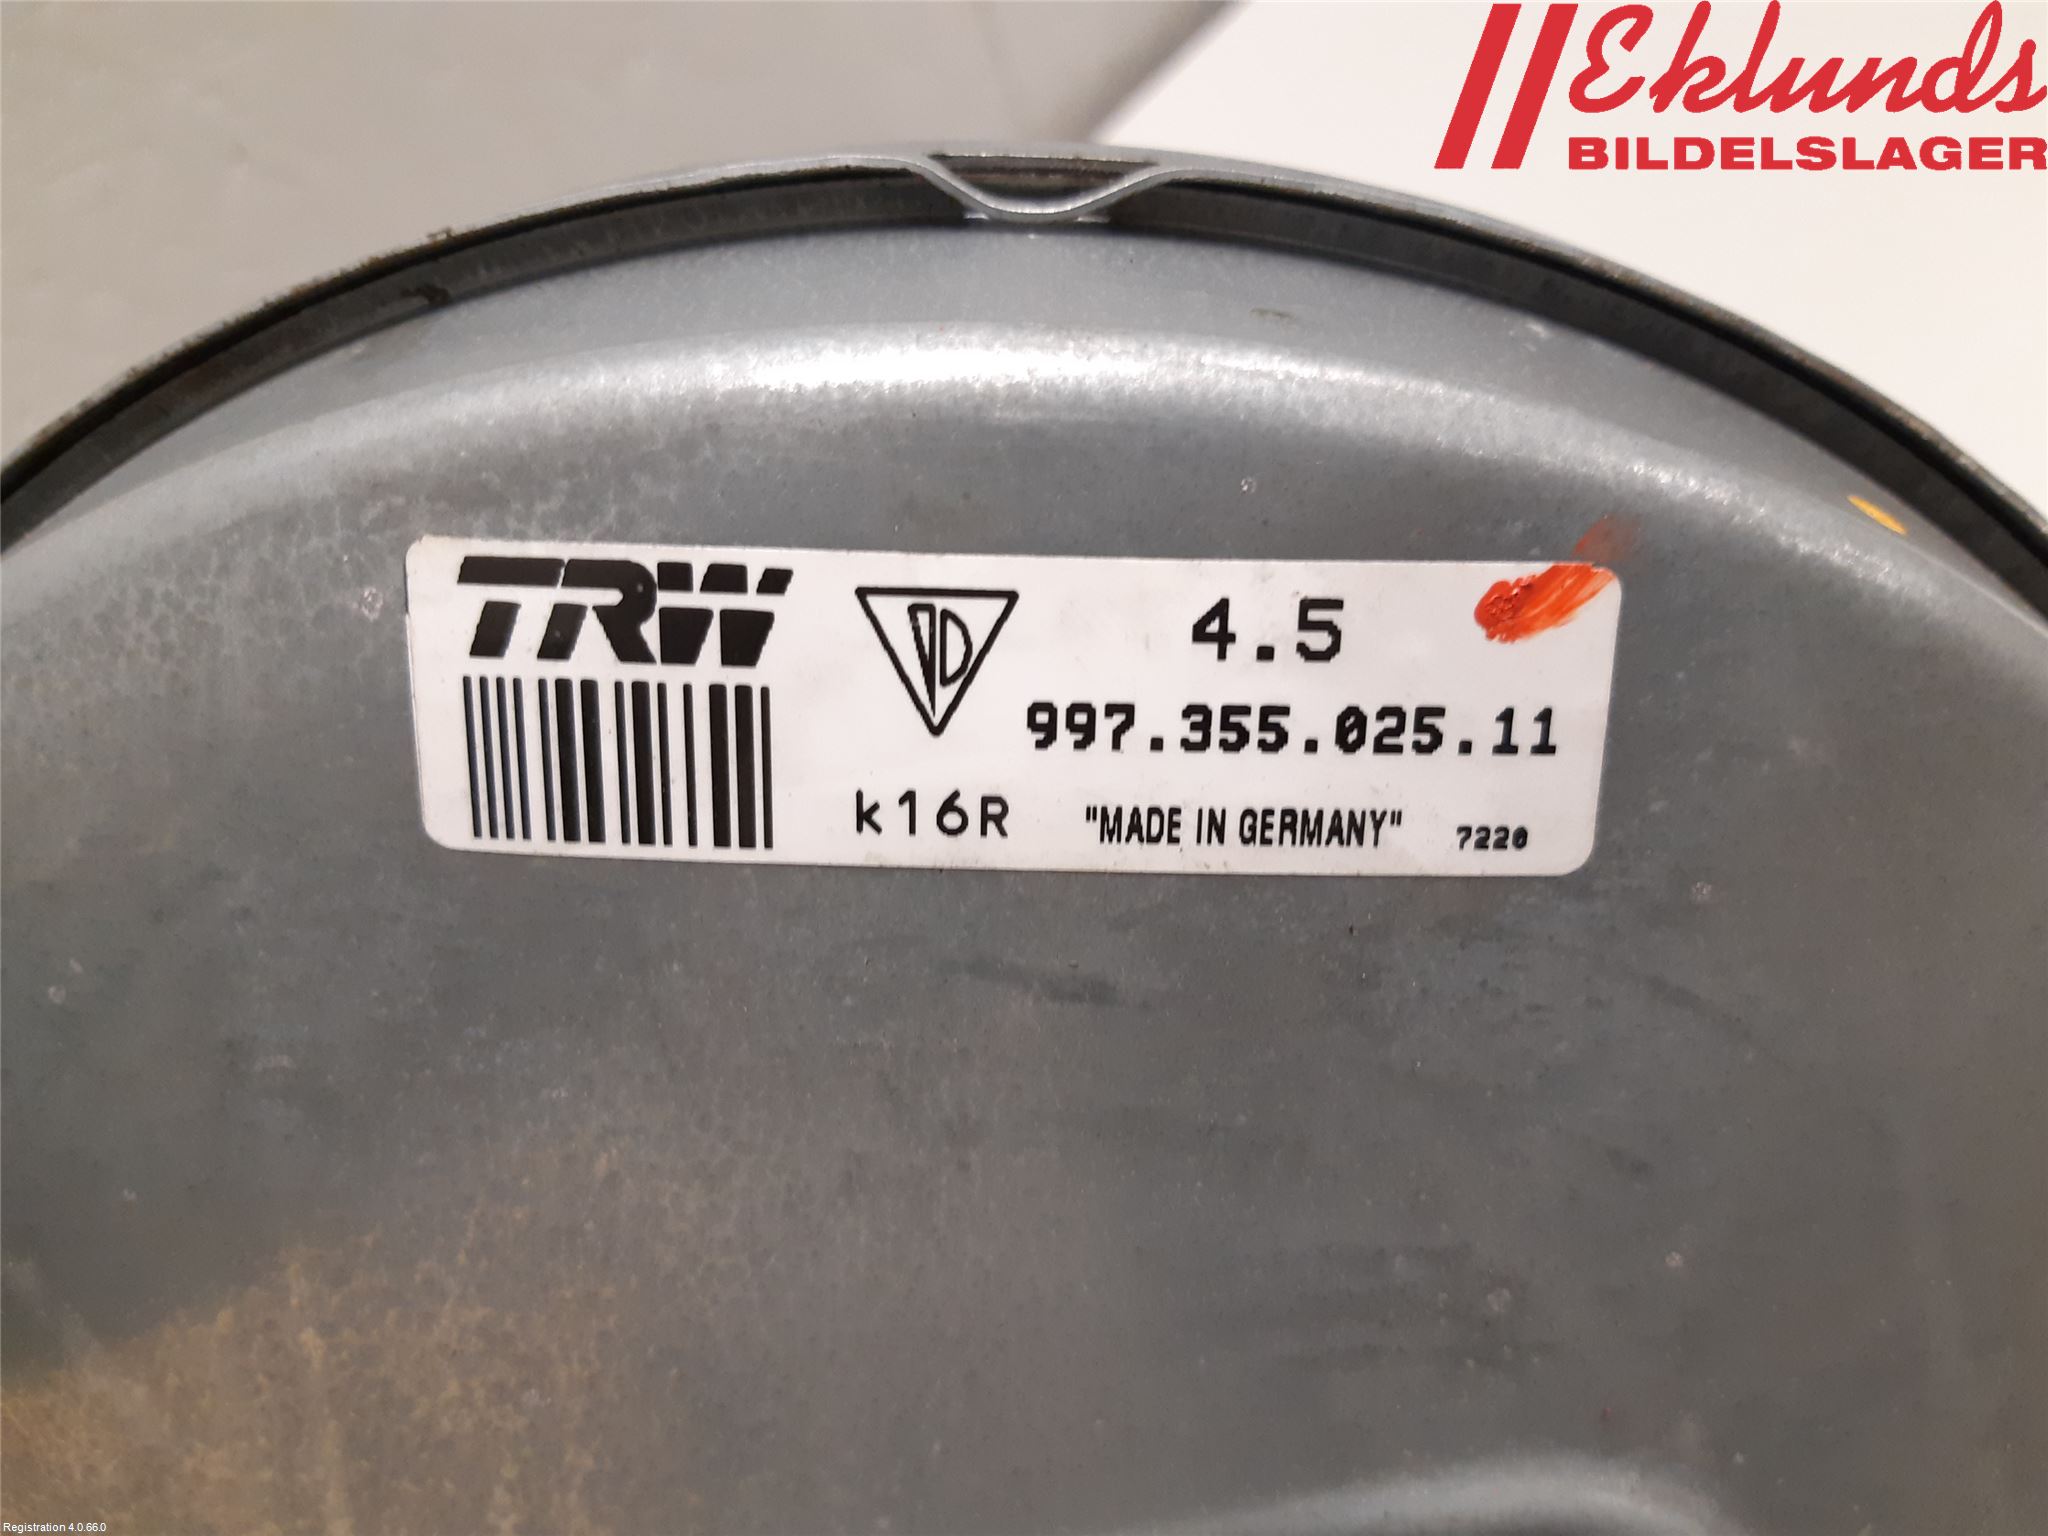 Eklunds
BILDELSLAGER
TRW
4.5
997.355.025.11
k16R "MADE IN GERMANY" 7220
Registration 4.0.66.0